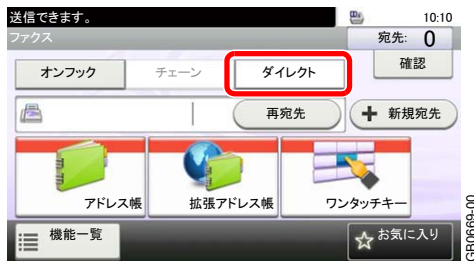 送信できます。 10:10
ファクス 宛先: 0
オンフック チェーン ダイレクト 確認
再宛先 新規宛先
アドレス帳 拡張アドレス帳 ワンタッチキー
機能一覧 お気に入り
GB0669-00